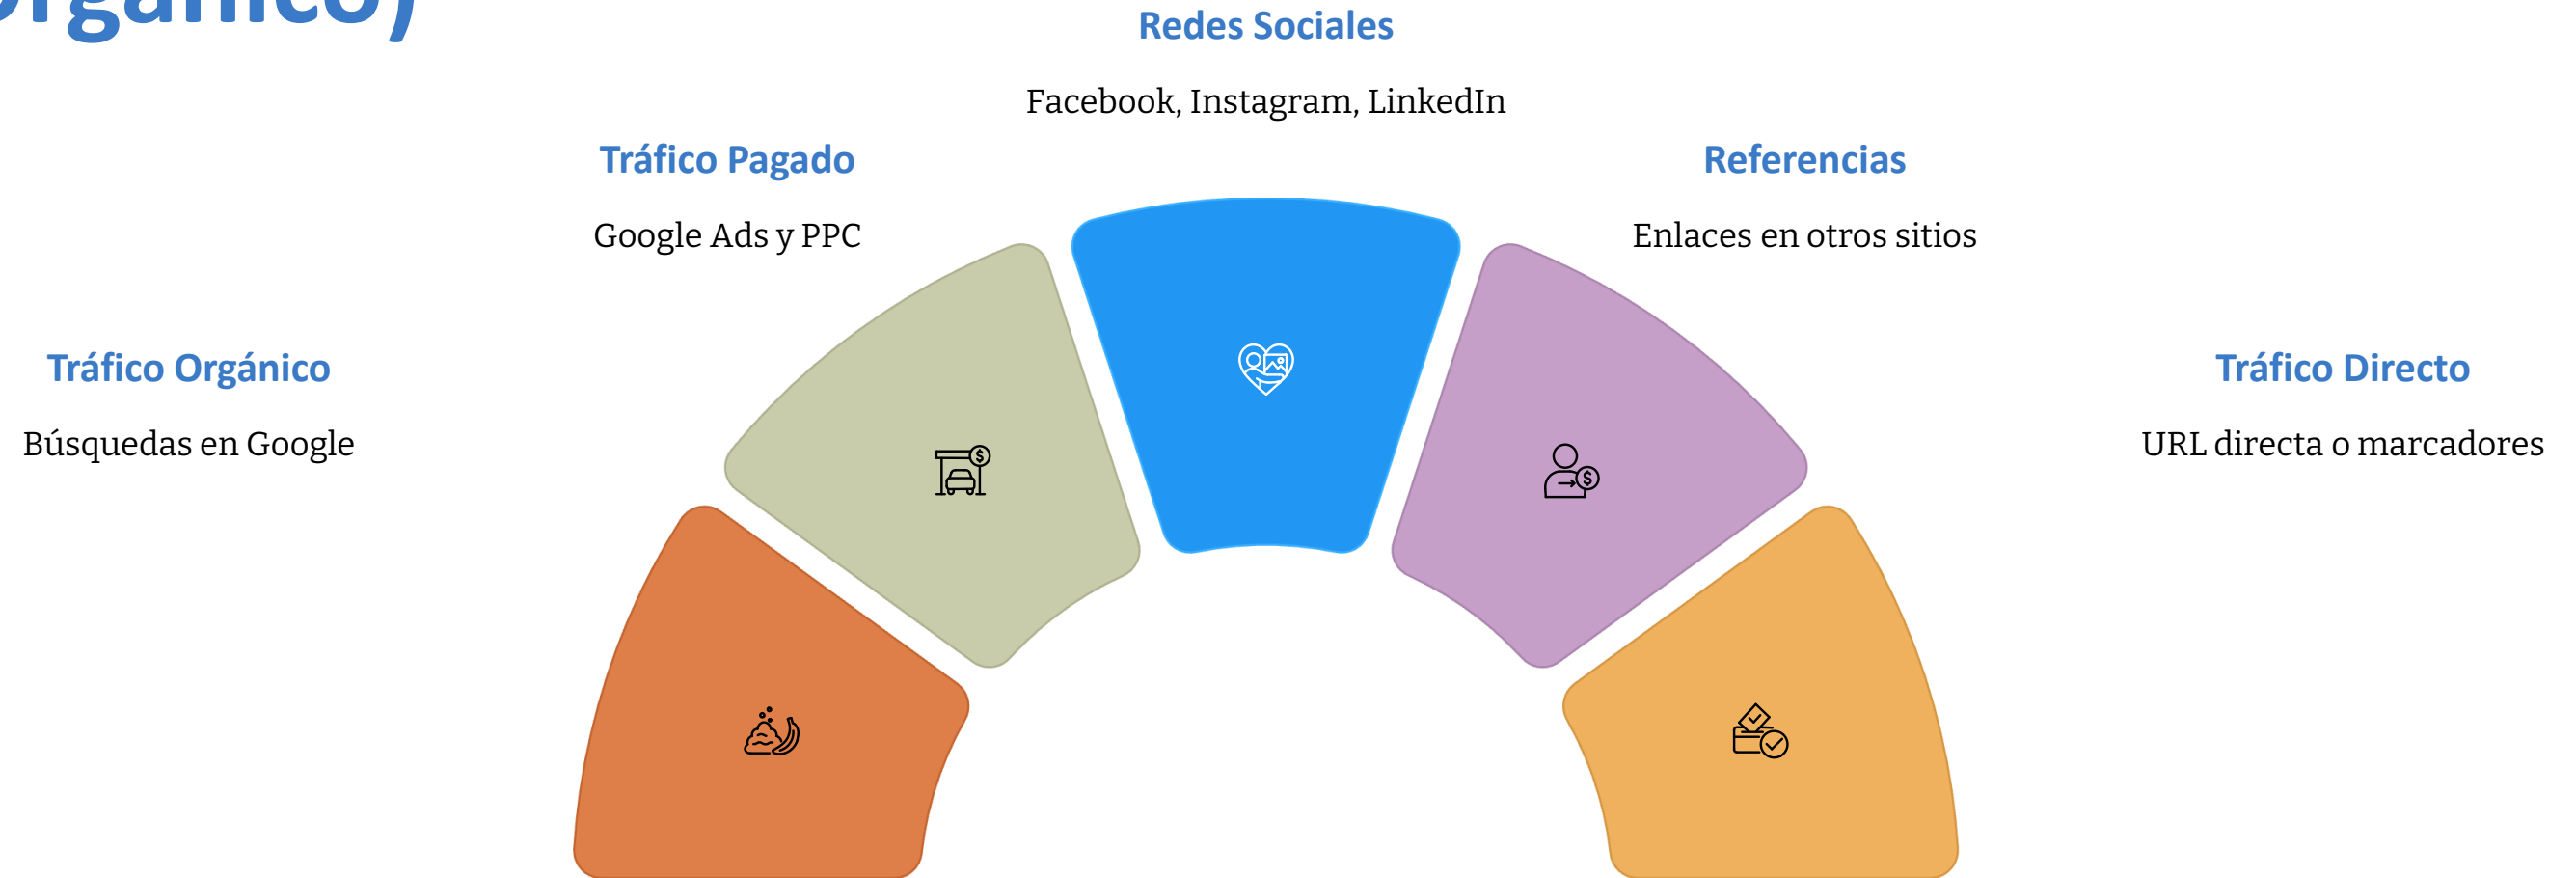 Orgánico)
Redes Sociales
Facebook, Instagram, LinkedIn
Tráfico Pagado
Google Ads y PPC
Referencias
Enlaces en otros sitios
Tráfico Orgánico
Búsquedas en Google
Tráfico Directo
URL directa o marcadores